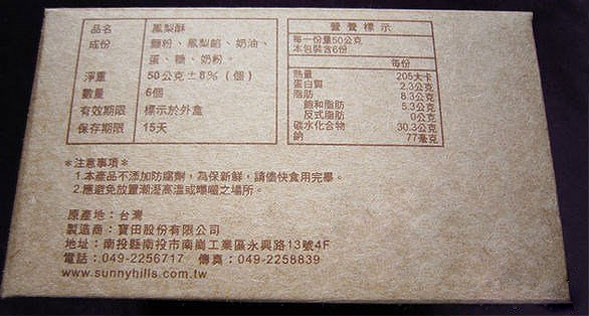 品名 鳳梨酥
成份 麵粉、鳳梨餡、奶油、
蛋、糖、奶粉。
淨重 50公克±8%（個）
數量 6個
有效期限 標示於外盒
保存期限 15天
營養標示
每一份量50公克
本包裝含6份
每份
熱量 205大卡
蛋白質 2.3公克
脂肪 8.3公克
飽和脂肪 5.3公克
反式脂肪 0公克
碳水化合物 30.3公克
鈉 77毫克
＊注意事項＊
1.本產品不添加防腐劑，為保新鮮，請儘快食用完畢。
2.應避免放置潮溼高溫或曝曬之場所。
原產地：台灣
製造商：寶田股份有限公司
地址：南投縣南投市南崗工業區永興路13號4F
電話：049-2256717 傳真：049-2258839
www.sunnyhills.com.tw